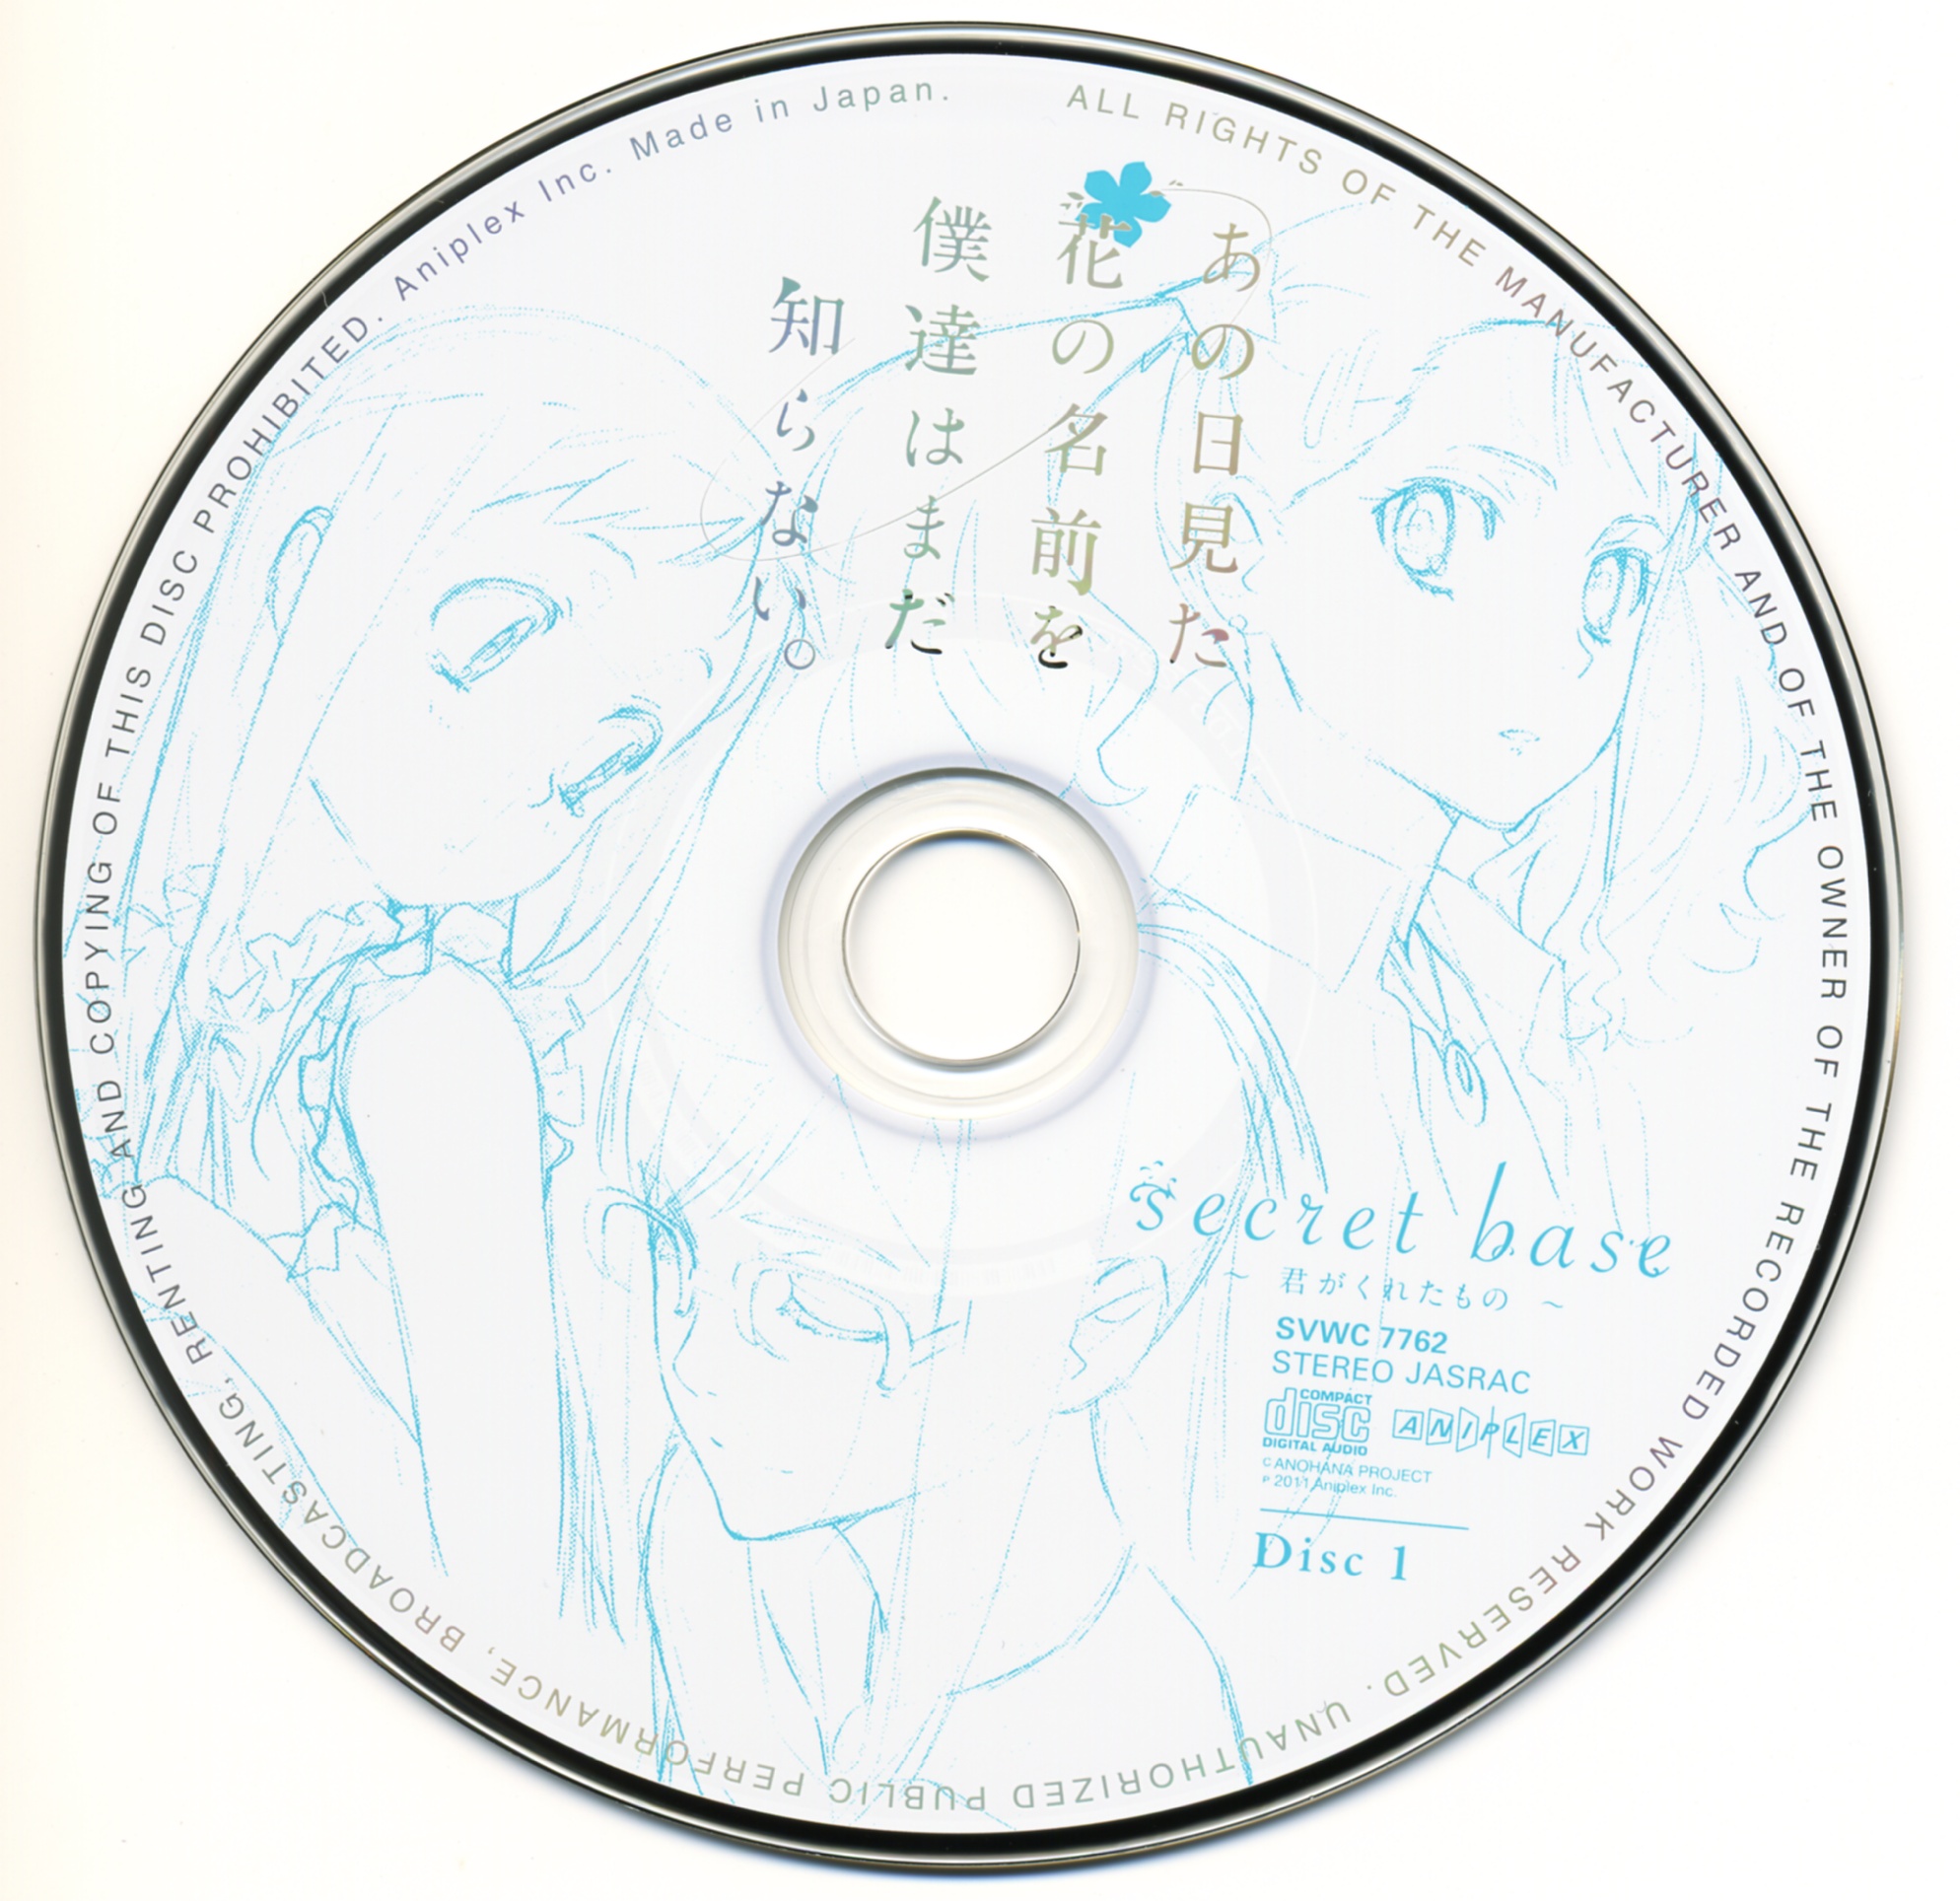 ALL RIGHTS OF THE MANUFACTURER AND OF THE OWNER OF THE RECORDED WORK RESERVED. UNAUTHORIZED PUBLIC PERFORMANCE, BROADCASTING, RENTING AND COPYING OF THIS DISC PROHIBITED. Aniplex Inc. Made in Japan.
あの日見た
花の名前を
僕達はまだ
知らない。
secret base
~ 君がくれたもの ~
SVWC 7762
STEREO JASRAC
COMPACT
disc
DIGITAL AUDIO
ANIPLEX
C ANOHANA PROJECT
P 2011 Aniplex Inc.
Disc 1